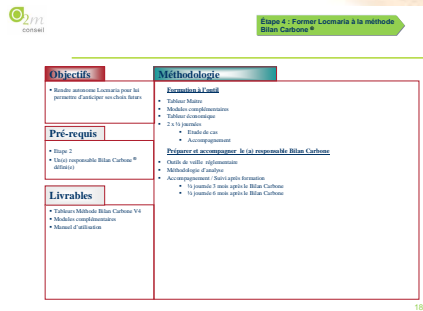 O2m
conseil
Étape 4 : Former Locmaria à la méthode
Bilan Carbone ®
Objectifs
• Rendre autonome Locmaria pour lui
permettre d'anticiper ses choix futurs
Pré-requis
• Etape 2
• Un(e) responsable Bilan Carbone ®
défini(e)
Livrables
• Tableurs Méthode Bilan Carbone V4
• Modules complémentaires
• Manuel d'utilisation
Méthodologie
Formation à l'outil
• Tableur Maitre
• Modules complémentaires
• Tableur économique
• 2 x ½ journées
• Etude de cas
• Accompagnement
Préparer et accompagner le (a) responsable Bilan Carbone
• Outils de veille réglementaire
• Méthodologie d'analyse
• Accompagnement / Suivi après formation
• ½ journée 3 mois après le Bilan Carbone
• ½ journée 6 mois après le Bilan Carbone
18